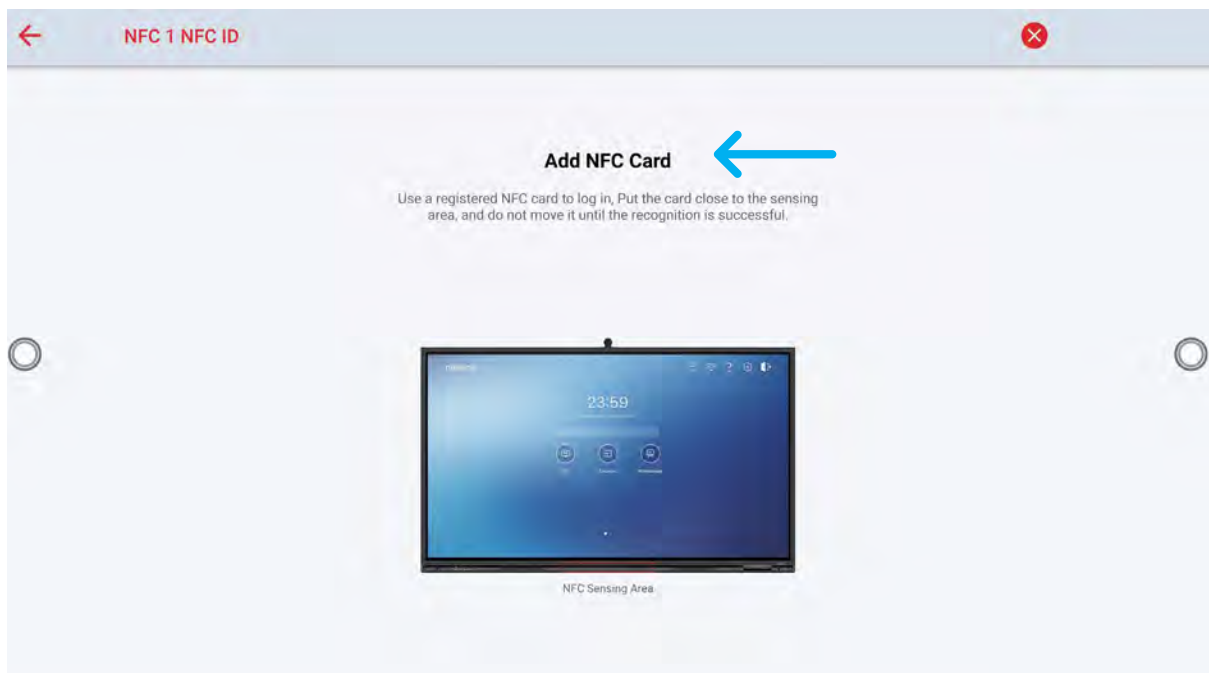 NFC 1 NFC ID
Add NFC Card
Use a registered NFC card to log in, Put the card close to the sensing
area, and do not move it until the recognition is successful.
23:59
NFC Sensing Area